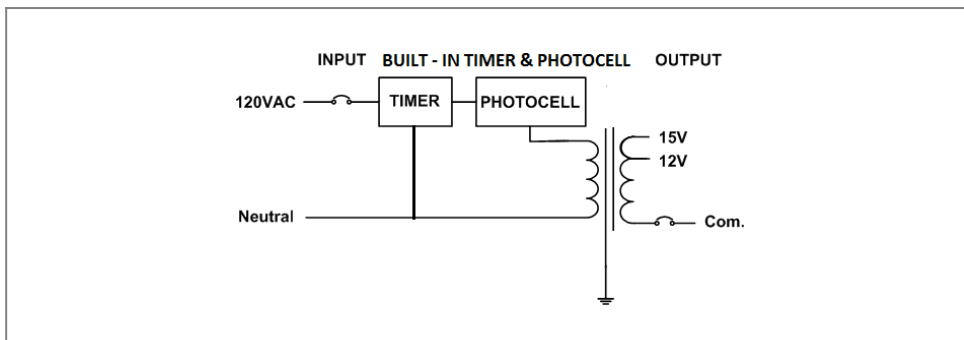 INPUT BUILT - IN TIMER & PHOTOCELL OUTPUT
120VAC TIMER PHOTOCELL
15V
12V
Neutral Com.